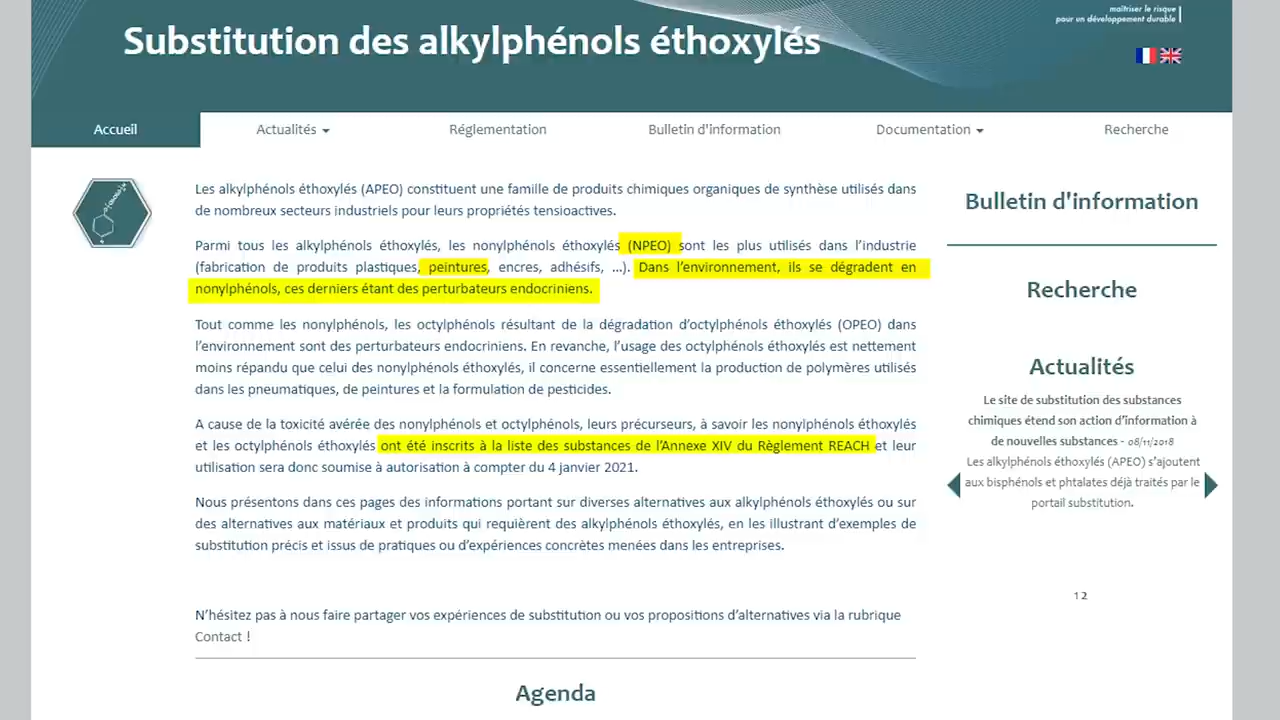 maîtriser le risque
pour un développement durable
Substitution des alkylphénols éthoxylés
Accueil
Actualités
Réglementation
Bulletin d'information
Documentation
Recherche
Les alkylphénols éthoxylés (APEO) constituent une famille de produits chimiques organiques de synthèse utilisés dans
de nombreux secteurs industriels pour leurs propriétés tensioactives.
Parmi tous les alkylphénols éthoxylés, les nonylphénols éthoxylés (NPEO) sont les plus utilisés dans l’industrie
(fabrication de produits plastiques, peintures, encres, adhésifs, ...). Dans l’environnement, ils se dégradent en
nonylphénols, ces derniers étant des perturbateurs endocriniens.
Tout comme les nonylphénols, les octylphénols résultant de la dégradation d’octylphénols éthoxylés (OPEO) dans
l’environnement sont des perturbateurs endocriniens. En revanche, l’usage des octylphénols éthoxylés est nettement
moins répandu que celui des nonylphénols éthoxylés, il concerne essentiellement la production de polymères utilisés
dans les pneumatiques, de peintures et la formulation de pesticides.
A cause de la toxicité avérée des nonylphénols et octylphénols, leurs précurseurs, à savoir les nonylphénols éthoxylés
et les octylphénols éthoxylés ont été inscrits à la liste des substances de l’Annexe XIV du Règlement REACH et leur
utilisation sera donc soumise à autorisation à compter du 4 janvier 2021.
Nous présentons dans ces pages des informations portant sur diverses alternatives aux alkylphénols éthoxylés ou sur
des alternatives aux matériaux et produits qui requièrent des alkylphénols éthoxylés, en les illustrant d’exemples de
substitution précis et issus de pratiques ou d’expériences concrètes menées dans les entreprises.
N’hésitez pas à nous faire partager vos expériences de substitution ou vos propositions d’alternatives via la rubrique
Contact !
Agenda
Bulletin d'information
Recherche
Actualités
Le site de substitution des substances
chimiques étend son action d’information à
de nouvelles substances - 08/11/2018
Les alkylphénols éthoxylés (APEO) s’ajoutent
aux bisphénols et phtalates déjà traités par le
portail substitution.
1 2